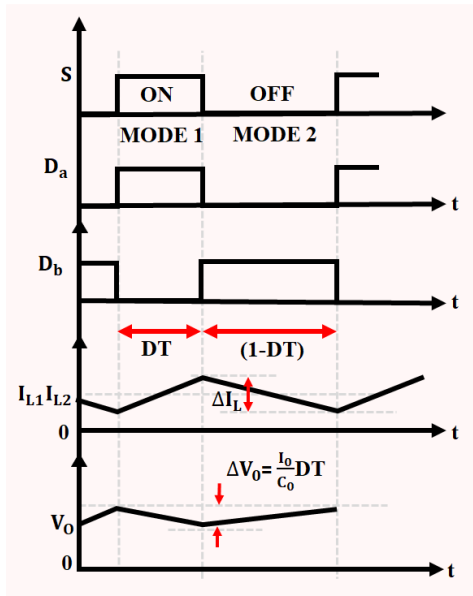 S
ON OFF
t
MODE 1 MODE 2
Da
t
Db
t
DT (1-DT)
IL1 IL2
ΔIL
0
t
ΔV0= I0/C0 DT
VO
0
t